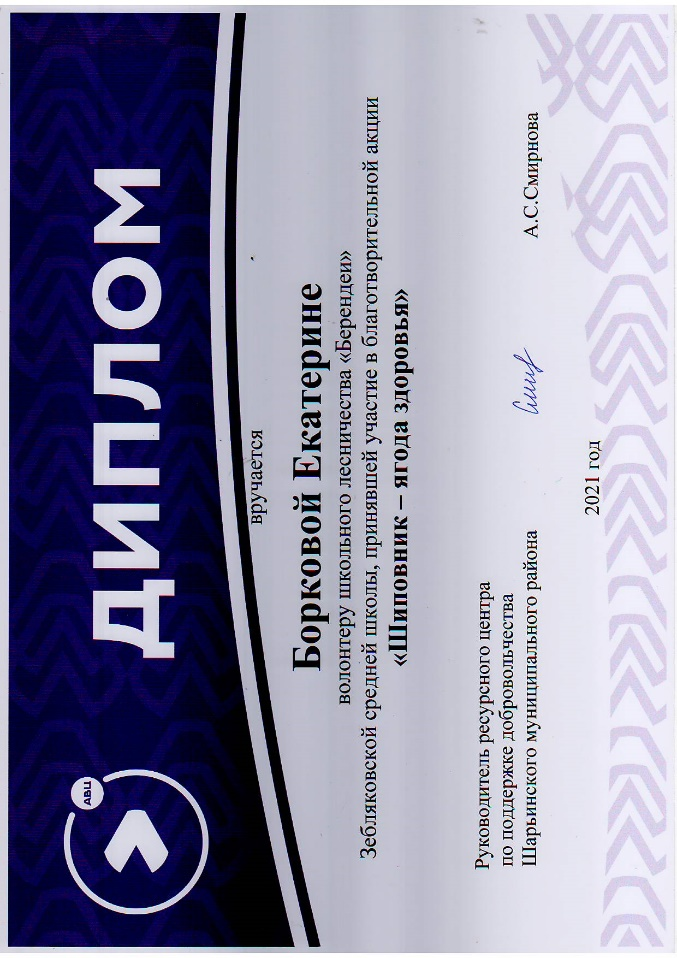 АВЦ
ДИПЛОМ
вручается
Борковой Екатерине
волонтеру школьного лесничества «Берендеи»
Зебляковской средней школы, принявшей участие в благотворительной акции
«Шиповник – ягода здоровья»
Руководитель ресурсного центра
по поддержке добровольчества
Шарьинского муниципального района
А.С.Смирнова
2021 год